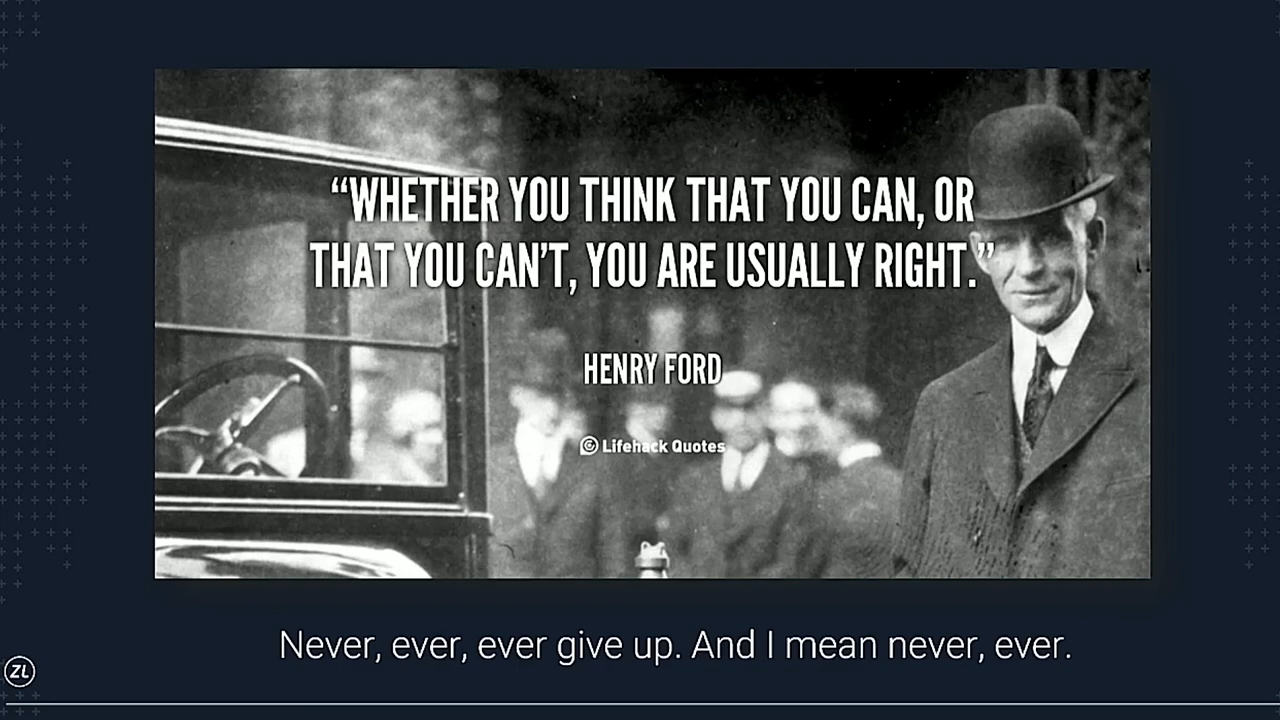 “WHETHER YOU THINK THAT YOU CAN, OR
THAT YOU CAN’T, YOU ARE USUALLY RIGHT.”
HENRY FORD
Lifehack Quotes
Never, ever, ever give up. And I mean never, ever.
ZL